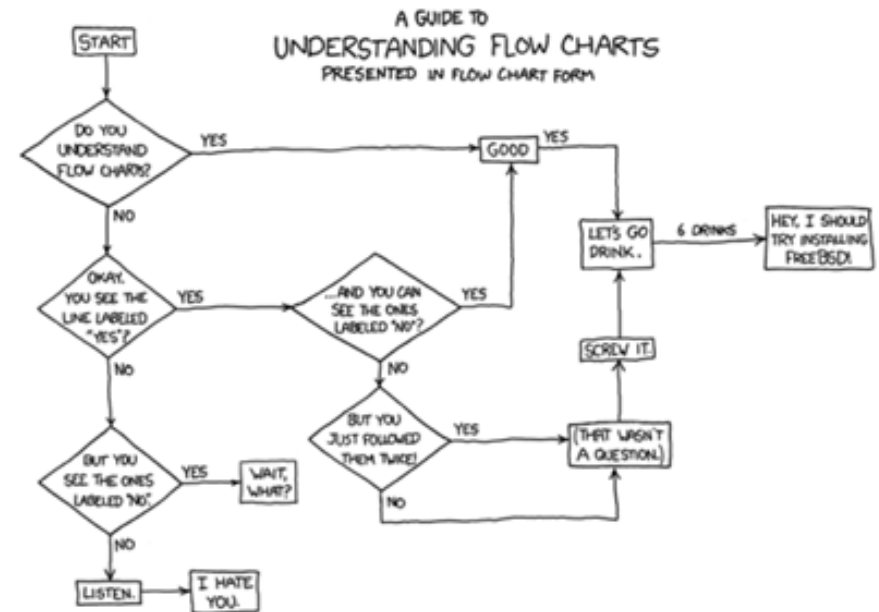 A GUIDE TO
UNDERSTANDING FLOW CHARTS
PRESENTED IN FLOW CHART FORM
START
DO YOU
UNDERSTAND
FLOW CHARTS?
YES
GOOD
YES
NO
LET'S GO
DRINK.
6 DRINKS
HEY, I SHOULD
TRY INSTALLING
FREEBSD!
OKAY.
YOU SEE THE
LINE LABELED
"YES"?
YES
...AND YOU CAN
SEE THE ONES
LABELED "NO"?
YES
SCREW IT.
NO
NO
BUT YOU
JUST FOLLOWED
THEM TWICE!
YES
(THAT WASN'T
A QUESTION.)
NO
BUT YOU
SEE THE ONES
LABELED "NO".
YES
WAIT,
WHAT?
NO
LISTEN.
I HATE
YOU.